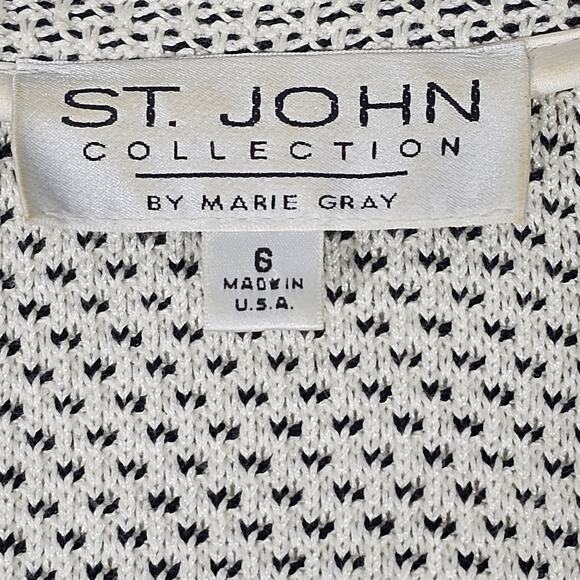 ST. JOHN
COLLECTION
BY MARIE GRAY
6
MADE IN
U.S.A.